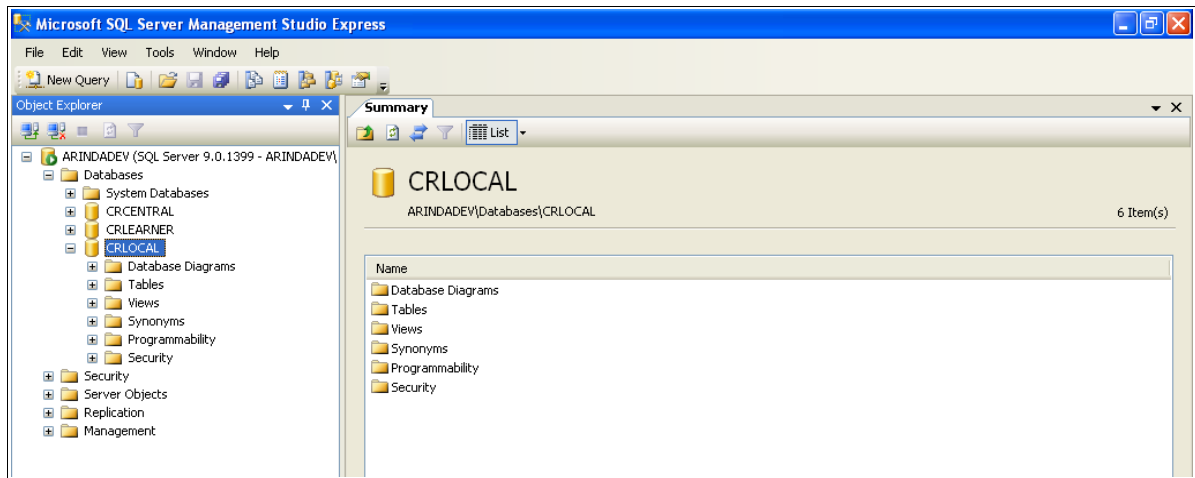 Microsoft SQL Server Management Studio Express
File Edit View Tools Window Help
New Query
Object Explorer
ARINDADEV (SQL Server 9.0.1399 - ARINDADEV\
Databases
System Databases
CRCENTRAL
CRLEARNER
CRLOCAL
Database Diagrams
Tables
Views
Synonyms
Programmability
Security
Security
Server Objects
Replication
Management
Summary
List
CRLOCAL
ARINDADEV\Databases\CRLOCAL
6 Item(s)
Name
Database Diagrams
Tables
Views
Synonyms
Programmability
Security